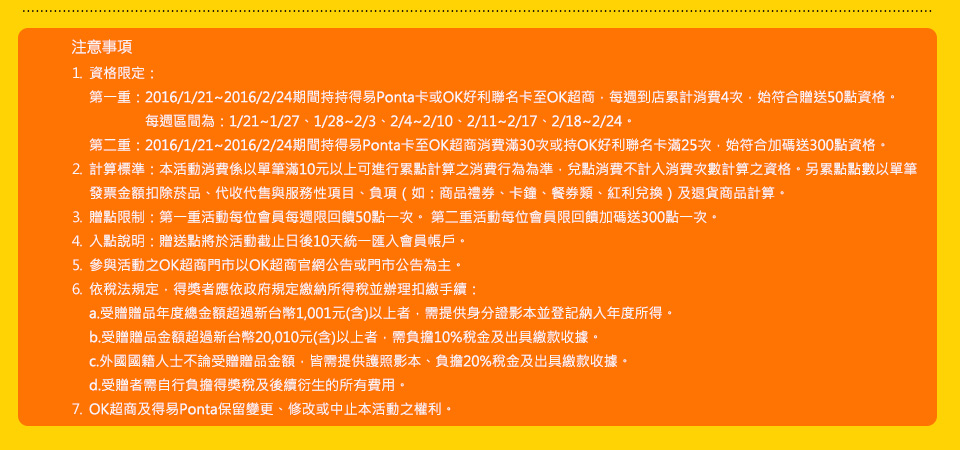 注意事項
1. 資格限定：
第一重：2016/1/21~2016/2/24期間持持得易Ponta卡或OK好利聯名卡至OK超商，每週到店累計消費4次，始符合贈送50點資格。
每週區間為：1/21~1/27、1/28~2/3、2/4~2/10、2/11~2/17、2/18~2/24。
第二重：2016/1/21~2016/2/24期間持得易Ponta卡至OK超商消費滿30次或持OK好利聯名卡滿25次，始符合加碼送300點資格。
2. 計算標準：本活動消費係以單筆滿10元以上可進行累點計算之消費行為為準，兌點消費不計入消費次數計算之資格。另累點點數以單筆
發票金額扣除菸品、代收代售與服務性項目、負項（如：商品禮券、卡鐘、餐券類、紅利兌換）及退貨商品計算。
3. 贈點限制：第一重活動每位會員每週限回饋50點一次。 第二重活動每位會員限回饋加碼送300點一次。
4. 入點說明：贈送點將於活動截止日後10天統一匯入會員帳戶。
5. 參與活動之OK超商門市以OK超商官網公告或門市公告為主。
6. 依稅法規定，得獎者應依政府規定繳納所得稅並辦理扣繳手續：
a.受贈贈品年度總金額超過新台幣1,001元(含)以上者，需提供身分證影本並登記納入年度所得。
b.受贈贈品金額超過新台幣20,010元(含)以上者，需負擔10%稅金及出具繳款收據。
c.外國國籍人士不論受贈贈品金額，皆需提供護照影本、負擔20%稅金及出具繳款收據。
d.受贈者需自行負擔得獎稅及後續衍生的所有費用。
7. OK超商及得易Ponta保留變更、修改或中止本活動之權利。